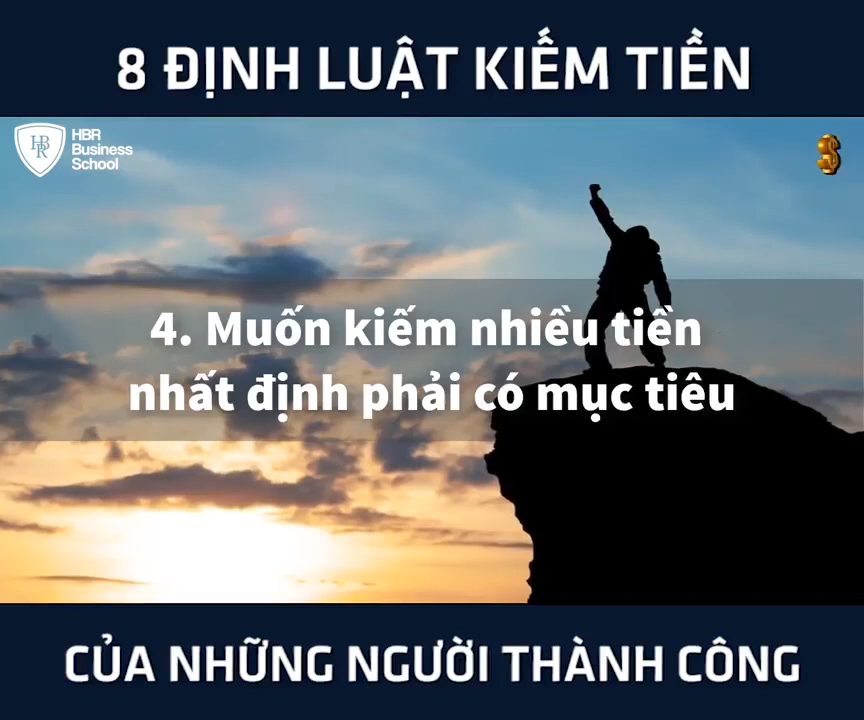 8 ĐỊNH LUẬT KIẾM TIỀN
HBR
Business
School
HBR
4. Muốn kiếm nhiều tiền
nhất định phải có mục tiêu
CỦA NHỮNG NGƯỜI THÀNH CÔNG